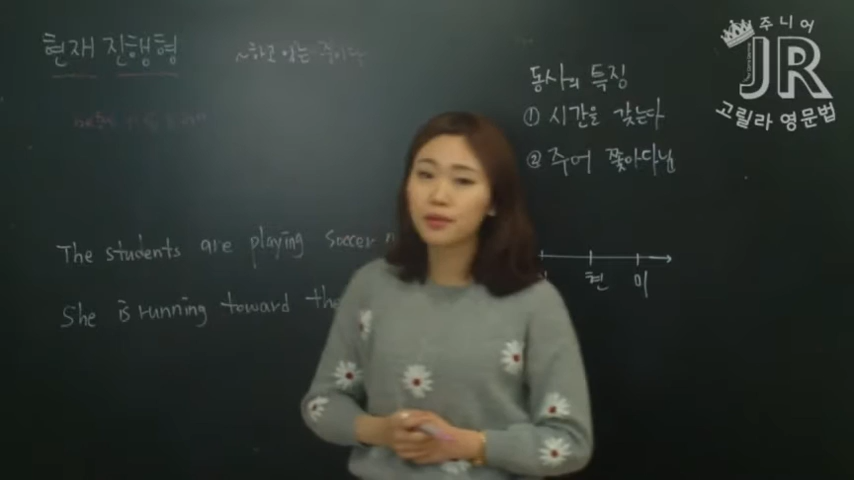 현재 진행형
~하고 있는 중이다
The students are playing soccer
She is running toward the
동사의 특징
① 시간을 갖는다
② 주어 쫓아다님
현 미
주니어
JR
고릴라 영문법